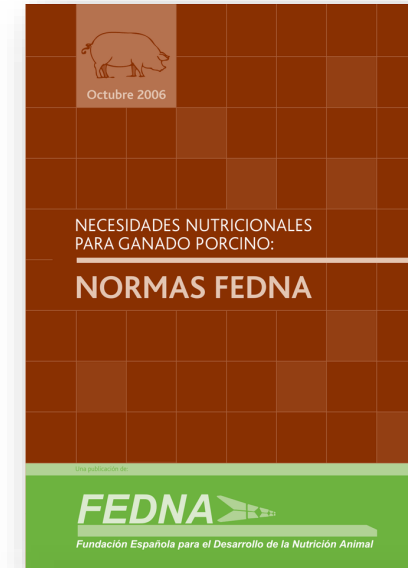 Octubre 2006
NECESIDADES NUTRICIONALES
PARA GANADO PORCINO:
NORMAS FEDNA
Una publicación de:
FEDNA
Fundación Española para el Desarrollo de la Nutrición Animal